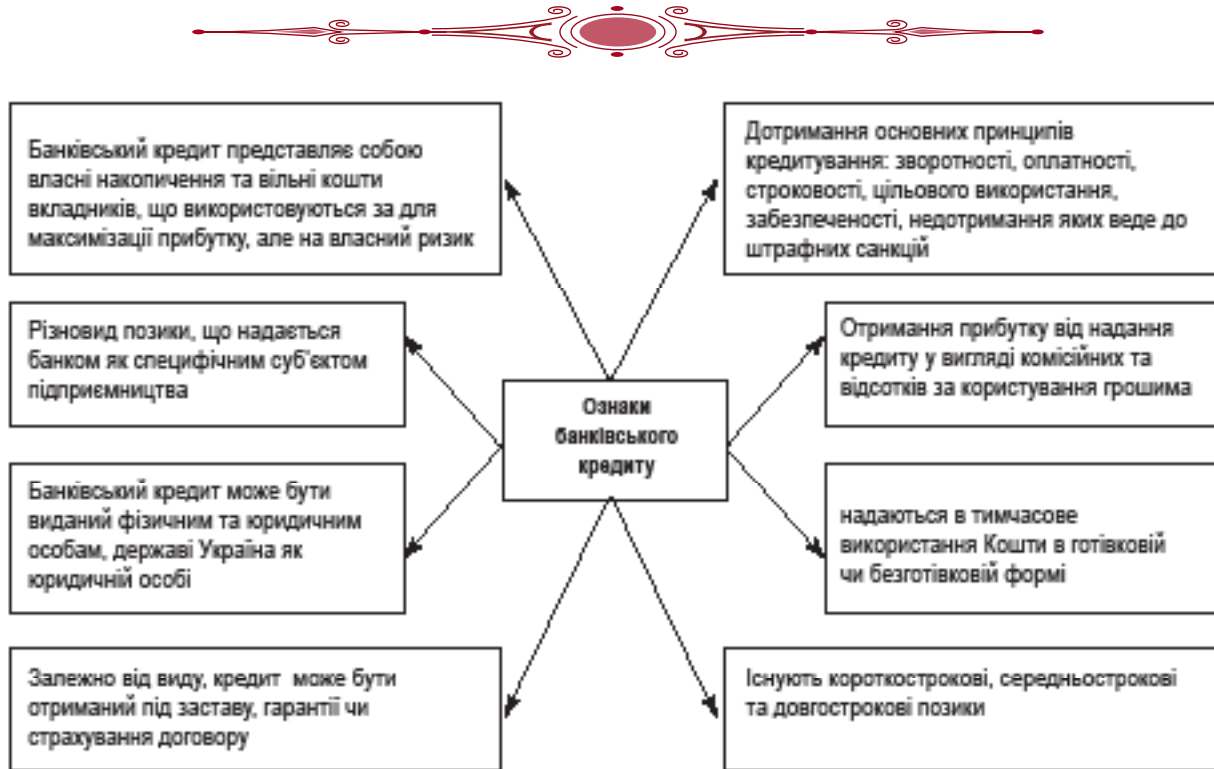 Банківський кредит представляє собою
власні накопичення та вільні кошти
вкладників, що використовуються за для
максимізації прибутку, але на власний ризик
Дотримання основних принципів
кредитування: зворотності, оплатності,
строковості, цільового використання,
забезпеченості, недотримання яких веде до
штрафних санкцій
Різновид позики, що надається
банком як специфічним суб'єктом
підприємництва
Отримання прибутку від надання
кредиту у вигляді комісійних та
відсотків за користування грошима
Ознаки
банківського
кредиту
Банківський кредит може бути
виданий фізичним та юридичним
особам, державі Україна як
юридичній особі
надаються в тимчасове
використання Кошти в готівковій
чи безготівковій формі
Залежно від виду, кредит може бути
отриманий під заставу, гарантії чи
страхування договору
Існують короткострокові, середньострокові
та довгострокові позики